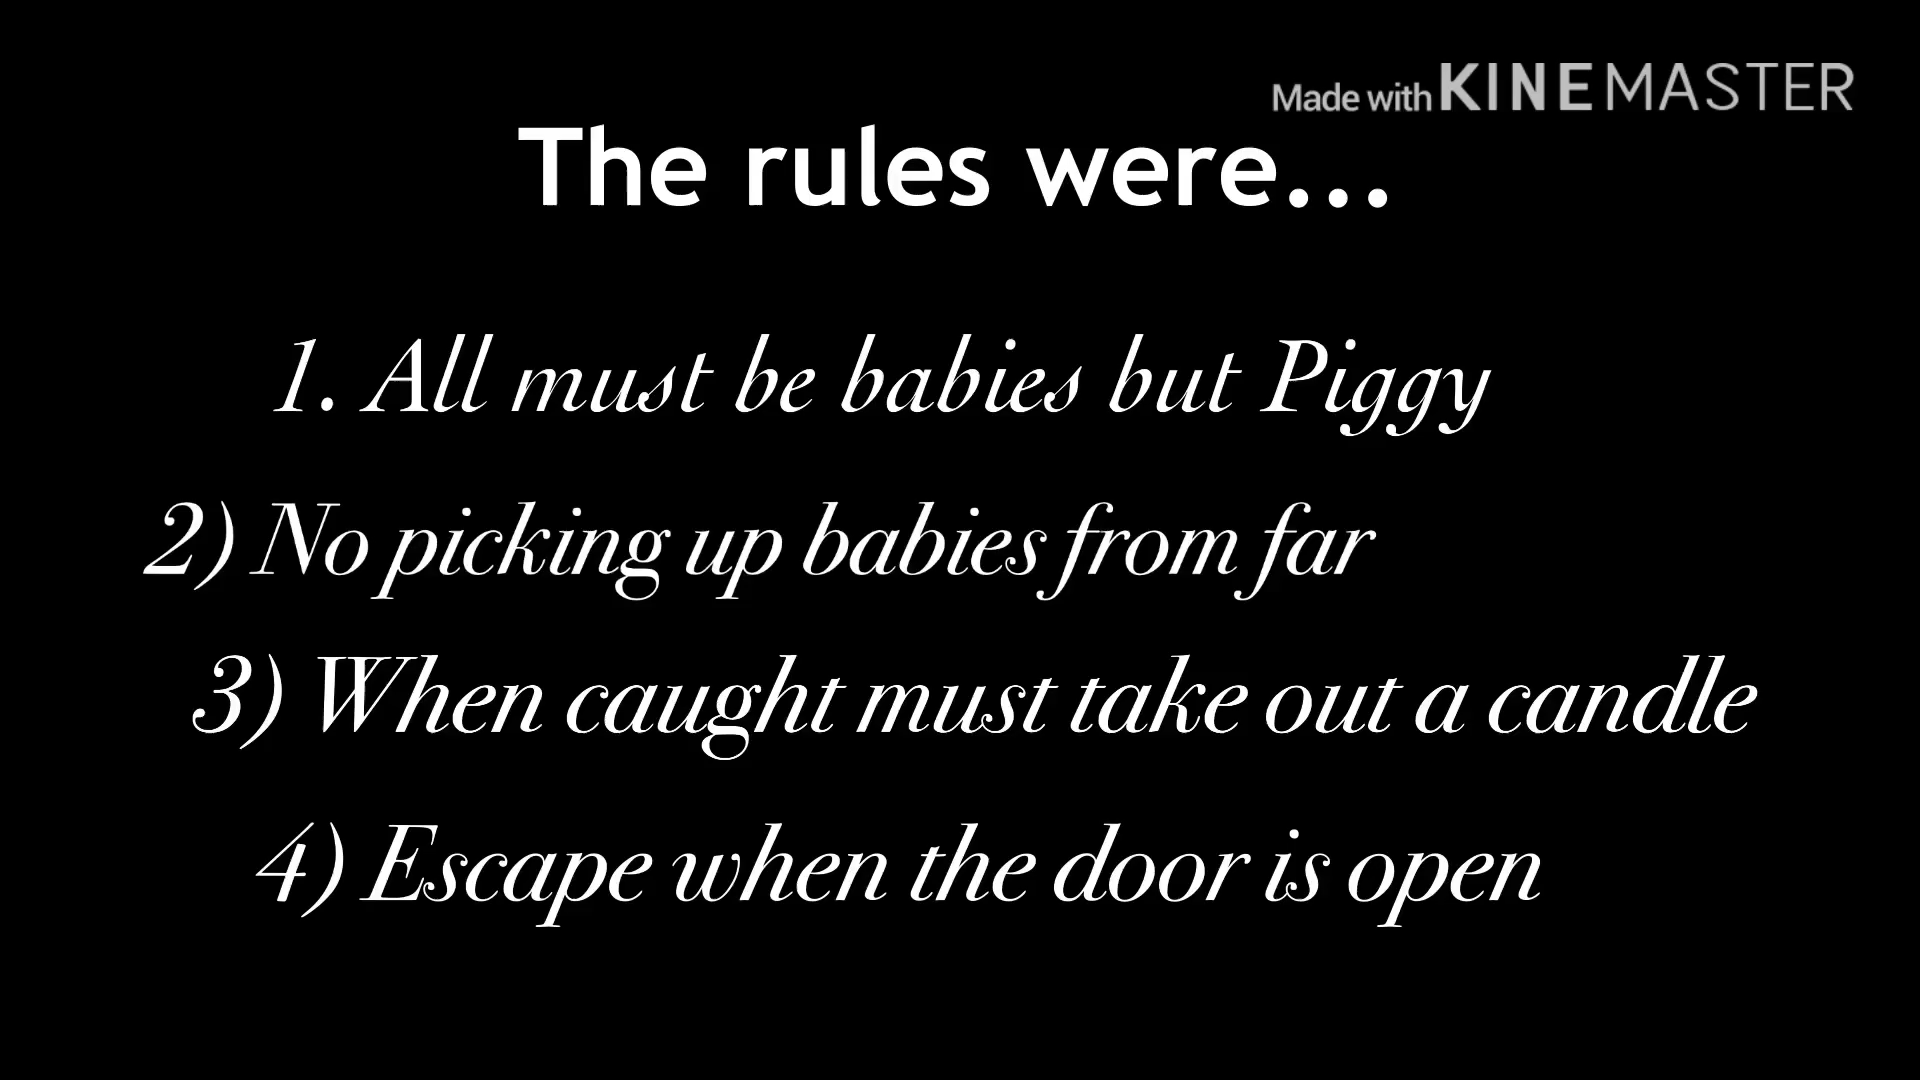 Made with KINEMASTER
The rules were...
1. All must be babies but Piggy
2) No picking up babies from far
3) When caught must take out a candle
4) Escape when the door is open